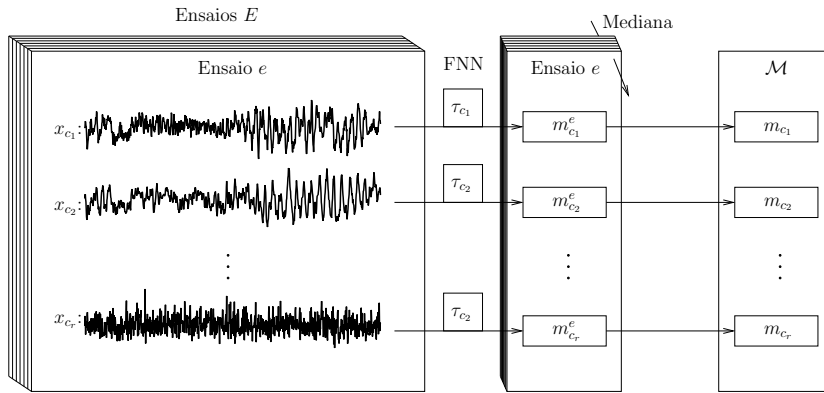 Ensaios E
Mediana
Ensaio e
FNN
Ensaio e
ℳ
x_{c_1}:
τ_{c_1}
m^e_{c_1}
m_{c_1}
x_{c_2}:
τ_{c_2}
m^e_{c_2}
m_{c_2}
⋮ ⋮ ⋮
x_{c_r}:
τ_{c_2}
m^e_{c_r}
m_{c_r}